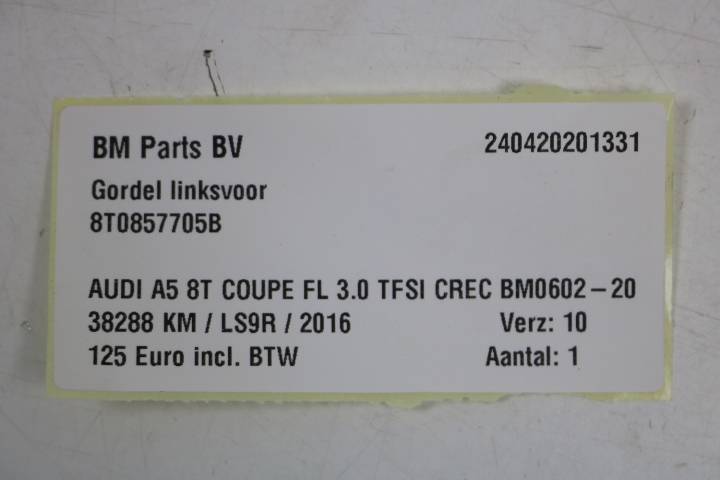 BM Parts BV 240420201331
Gordel linksvoor
8T0857705B
AUDI A5 8T COUPE FL 3.0 TFSI CREC BM0602-20
38288 KM / LS9R / 2016 Verz: 10
125 Euro incl. BTW Aantal: 1